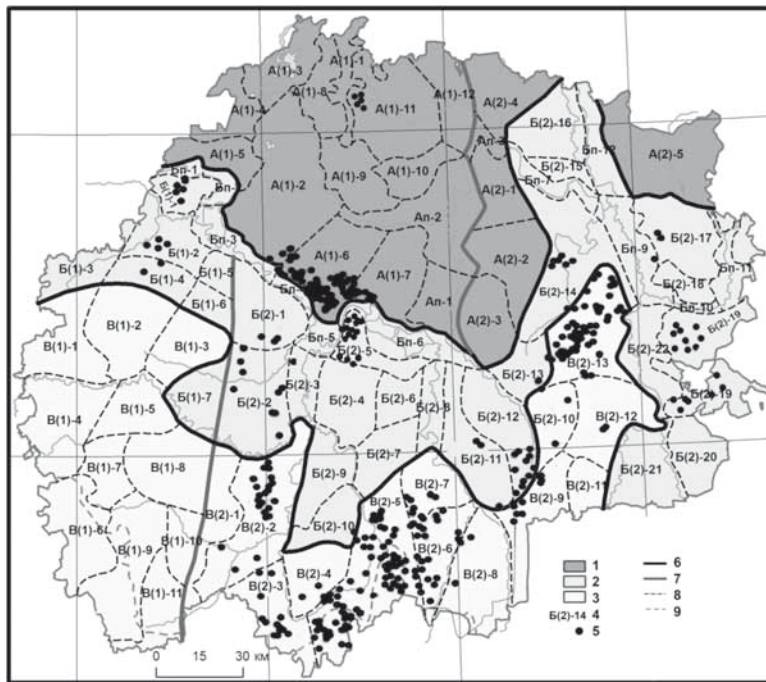 А(1)-3
А(1)-1
А(1)-8
А(1)-12
А(2)-4
А(1)-4
А(1)-11
Б(2)-16
А(1)-5
Ап-3
Бп-12
А(2)-5
Бп-1
А(1)-9
А(1)-10
Б(2)-15
Бп-7
А(1)-2
А(2)-1
Ап-2
Бп-3
Б(2)-17
Бп-9
Бп-11
Б(1)-2
А(1)-6
А(2)-2
Б(1)-3
Б(1)-4
Б(1)-5
А(1)-7
Б(2)-18
Б(2)-14
Ап-1
Бп-10
Б(1)-6
Б(2)-1
А(2)-3
Б(2)-19
В(1)-2
Бп-5
Бп-6
В(1)-1
В(1)-3
Б(2)-5
Б(2)-22
Б(2)-13
В(2)-13
Б(1)-7
Б(2)-3
Б(2)-2
Б(2)-4
Б(2)-6
Б(2)-8
Б(2)-19
В(1)-5
Б(2)-12
В(2)-10
В(2)-12
В(1)-4
Б(2)-7
В(1)-7
В(1)-8
Б(2)-9
Б(2)-11
Б(2)-21
Б(2)-20
В(2)-7
В(2)-9
В(2)-11
В(2)-5
В(2)-1
В(2)-2
Б(2)-10
В(1)-6
В(1)-10
В(2)-6
В(1)-9
В(2)-4
В(2)-8
В(1)-11
В(2)-3
1 6
2 7
3 8
Б(2)-14 4 9
5
0 15 30 км